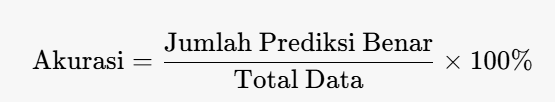 Akurasi = Jumlah Prediksi Benar / Total Data × 100%